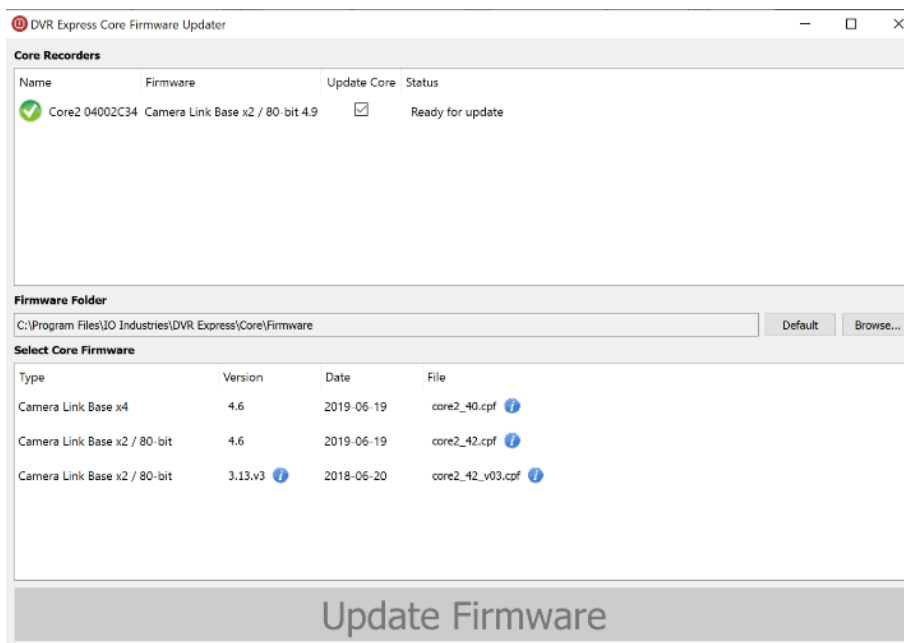 DVR Express Core Firmware Updater
Core Recorders
Name Firmware Update Core Status
Core2 04002C34 Camera Link Base x2 / 80-bit 4.9 Ready for update
Firmware Folder
C:\Program Files\IO Industries\DVR Express\Core\Firmware Default Browse...
Select Core Firmware
Type Version Date File
Camera Link Base x4 4.6 2019-06-19 core2_40.cpf
Camera Link Base x2 / 80-bit 4.6 2019-06-19 core2_42.cpf
Camera Link Base x2 / 80-bit 3.13.v3 2018-06-20 core2_42_v03.cpf
Update Firmware